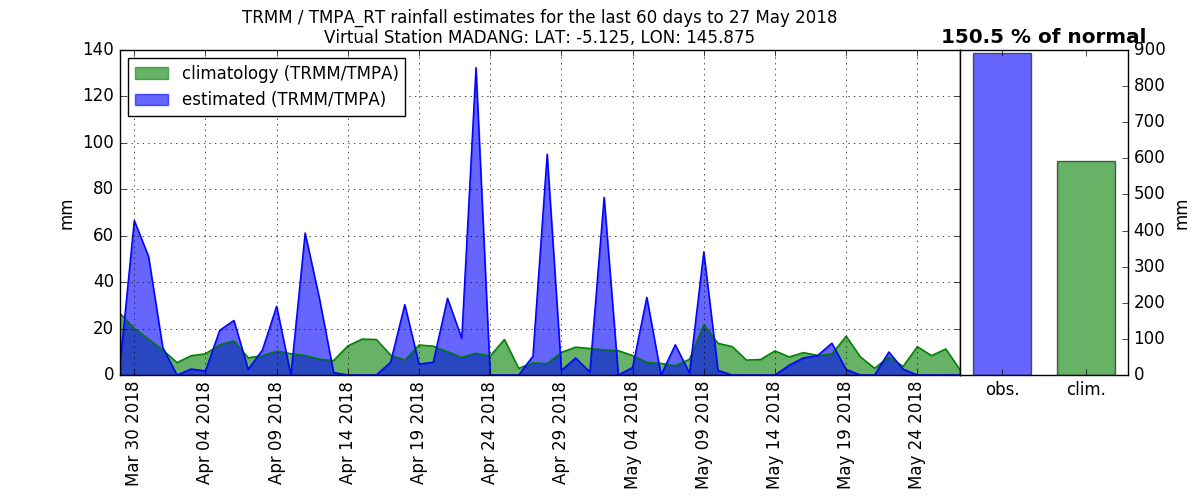 TRMM / TMPA_RT rainfall estimates for the last 60 days to 27 May 2018
Virtual Station MADANG: LAT: -5.125, LON: 145.875
150.5 % of normal
climatology (TRMM/TMPA)
estimated (TRMM/TMPA)
mm
140
120
100
80
60
40
20
0
Mar 30 2018
Apr 04 2018
Apr 09 2018
Apr 14 2018
Apr 19 2018
Apr 24 2018
Apr 29 2018
May 04 2018
May 09 2018
May 14 2018
May 19 2018
May 24 2018
900
800
700
600
500
400
300
200
100
0
mm
obs.
clim.